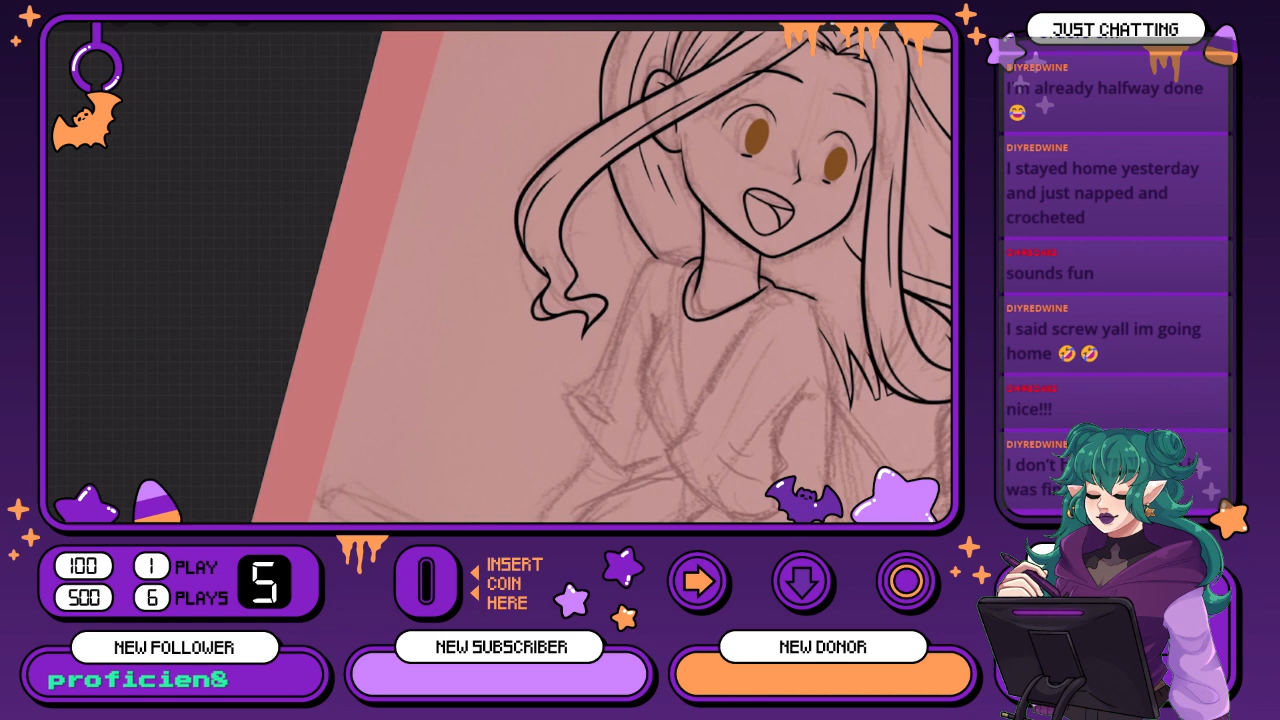 JUST CHATTING
DIYREDWINE
I'm already halfway done
😂
DIYREDWINE
I stayed home yesterday
and just napped and
crocheted
sounds fun
DIYREDWINE
I said screw yall im going
home 🤣 🤣
nice!!!
DIYREDWINE
I don't
was
100
1
PLAY
500
6
PLAYS
5
INSERT
COIN
HERE
NEW FOLLOWER
NEW SUBSCRIBER
NEW DONOR
proficien8